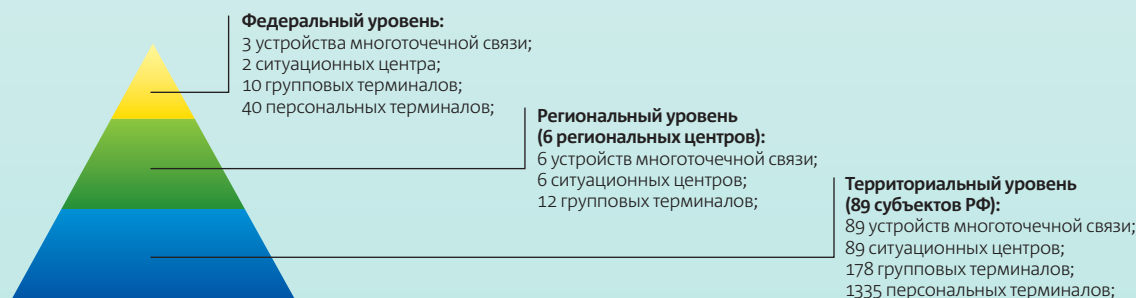 Федеральный уровень:
3 устройства многоточечной связи;
2 ситуационных центра;
10 групповых терминалов;
40 персональных терминалов;
Региональный уровень
(6 региональных центров):
6 устройств многоточечной связи;
6 ситуационных центров;
12 групповых терминалов;
Территориальный уровень
(89 субъектов РФ):
89 устройств многоточечной связи;
89 ситуационных центров;
178 групповых терминалов;
1335 персональных терминалов;